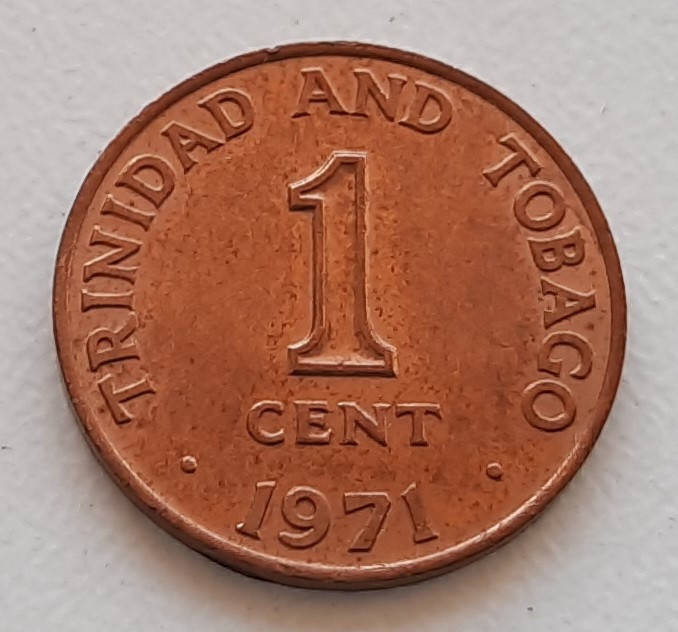 TRINIDAD AND TOBAGO
1
CENT
• 1971 •